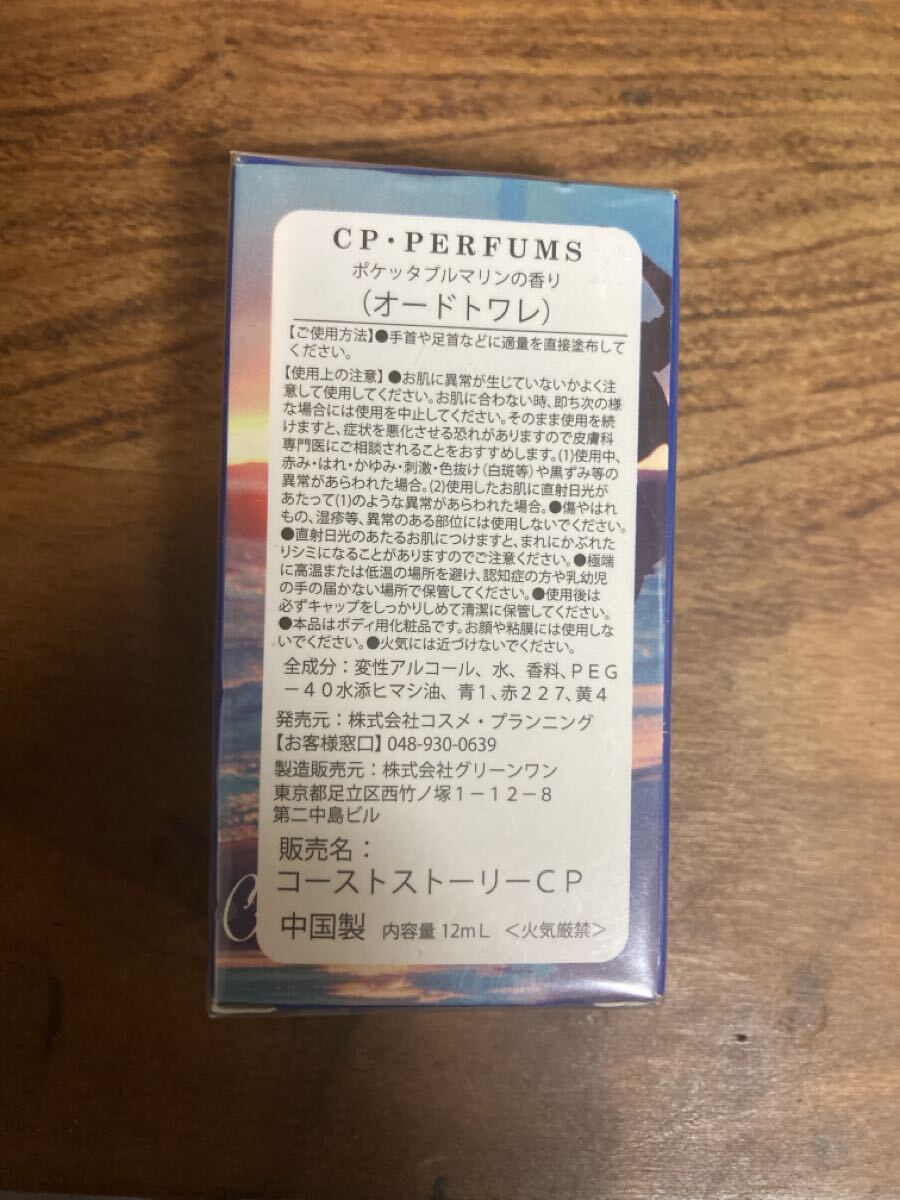 CP・PERFUMS
ポケッタブルマリンの香り
（オードトワレ）
【ご使用方法】●手首や足首などに適量を直接塗布して
ください。
【使用上の注意】●お肌に異常が生じていないかよく注
意して使用してください。お肌に合わない時、即ち次の様
な場合には使用を中止してください。そのまま使用を続
けますと、症状を悪化させる恐れがありますので皮膚科
専門医にご相談されることをおすすめします。(1)使用中、
赤み・はれ・かゆみ・刺激・色抜け（白斑等）や黒ずみ等の
異常があらわれた場合。(2)使用したお肌に直射日光が
あたって(1)のような異常があらわれた場合。●傷やはれ
もの、湿疹等、異常のある部位には使用しないでください。
●直射日光のあたるお肌につけますと、まれにかぶれた
りシミになることがありますのでご注意ください。●極端
に高温または低温の場所を避け、認知症の方や乳幼児
の手の届かない場所で保管してください。●使用後は
必ずキャップをしっかりしめて清潔に保管してください。
●本品はボディ用化粧品です。お顔や粘膜には使用しな
いでください。●火気には近づけないでください。
全成分：変性アルコール、水、香料、ＰＥＧ
－４０水添ヒマシ油、青１、赤２２７、黄４
発売元：株式会社コスメ・プランニング
【お客様窓口】048-930-0639
製造販売元：株式会社グリーンワン
東京都足立区西竹ノ塚１－１２－８
第二中島ビル
販売名：
コーストストーリーＣＰ
中国製 内容量 12mL ＜火気厳禁＞